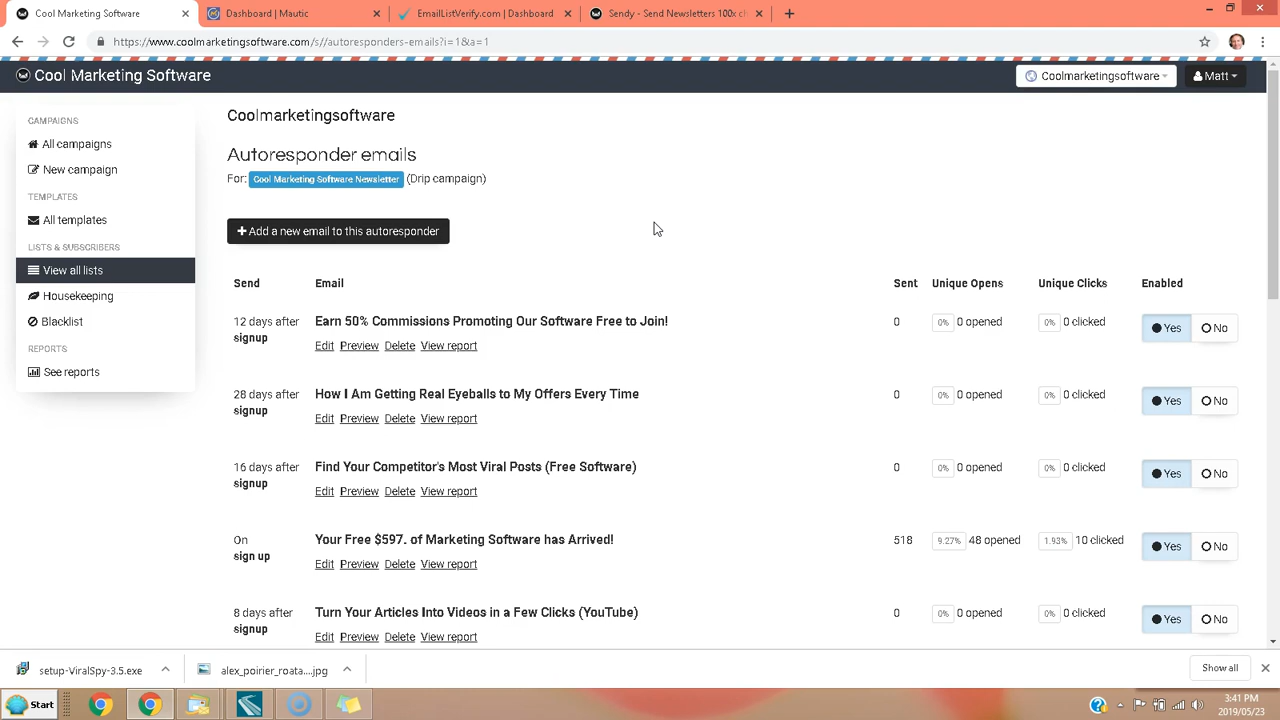 Cool Marketing Software
Dashboard | Mautic
EmailListVerify.com | Dashboard
Sendy - Send Newsletters 100x ch
https://www.coolmarketingsoftware.com/s//autoresponders-emails?i=1&a=1
Cool Marketing Software
Coolmarketingsoftware
Matt
CAMPAIGNS
All campaigns
New campaign
TEMPLATES
All templates
LISTS & SUBSCRIBERS
View all lists
Housekeeping
Blacklist
REPORTS
See reports
Coolmarketingsoftware
Autoresponder emails
For: Cool Marketing Software Newsletter (Drip campaign)
Add a new email to this autoresponder
Send Email Sent Unique Opens Unique Clicks Enabled
12 days after signup
Earn 50% Commissions Promoting Our Software Free to Join!
Edit Preview Delete View report
0 0% 0 opened 0% 0 clicked Yes No
28 days after signup
How I Am Getting Real Eyeballs to My Offers Every Time
Edit Preview Delete View report
0 0% 0 opened 0% 0 clicked Yes No
16 days after signup
Find Your Competitor's Most Viral Posts (Free Software)
Edit Preview Delete View report
0 0% 0 opened 0% 0 clicked Yes No
On sign up
Your Free $597. of Marketing Software has Arrived!
Edit Preview Delete View report
518 9.27% 48 opened 1.93% 10 clicked Yes No
8 days after signup
Turn Your Articles Into Videos in a Few Clicks (YouTube)
Edit Preview Delete View report
0 0% 0 opened 0% 0 clicked Yes No
setup-ViralSpy-3.5.exe
alex_poirier_roata....jpg
Show all
Start
3:41 PM
2019/05/23